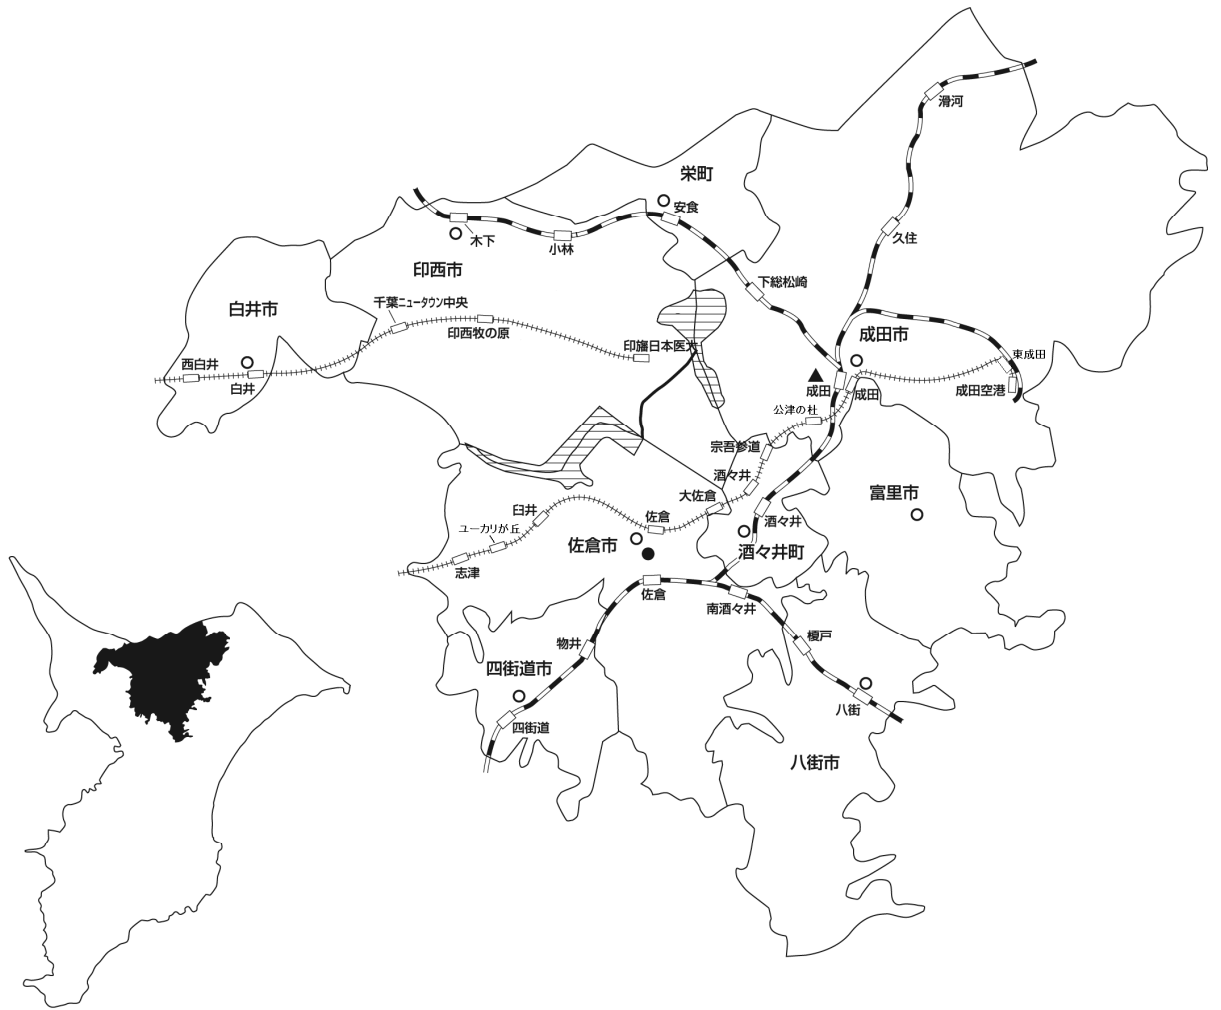 滑河
栄町
安食
久住
木下
小林
印西市
下総松崎
白井市
千葉ニュータウン中央
印西牧の原
成田市
印旛日本医大
東成田
西白井
白井
成田
成田
成田空港
公津の杜
宗吾参道
酒々井
大佐倉
富里市
臼井
佐倉
酒々井
ユーカリが丘
佐倉市
酒々井町
志津
佐倉
南酒々井
榎戸
物井
四街道市
八街
四街道
八街市